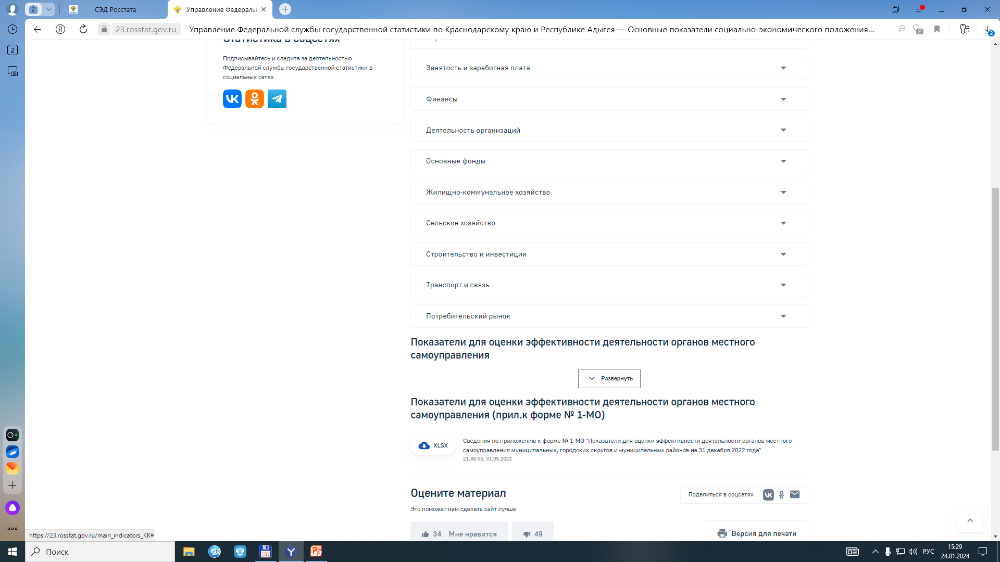 2
СЭД Росстата
Управление Федеральн
23.rosstat.gov.ru
Управление Федеральной службы государственной статистики по Краснодарскому краю и Республике Адыгея — Основные показатели социально-экономического положения...
2
2
2
Статистика в соцсетях
Подписывайтесь и следите за деятельностью
Федеральной службы государственной статистики в
социальных сетях
Занятость и заработная плата
Финансы
Деятельность организаций
Основные фонды
Жилищно-коммунальное хозяйство
Сельское хозяйство
Строительство и инвестиции
Транспорт и связь
Потребительский рынок
Показатели для оценки эффективности деятельности органов местного
самоуправления
Развернуть
Показатели для оценки эффективности деятельности органов местного
самоуправления (прил.к форме № 1-МО)
XLSX
Сведения по приложению к форме № 1-МО "Показатели для оценки эффективности деятельности органов местного
самоуправления муниципальных, городских округов и муниципальных районов на 31 декабря 2022 года"
21.88 Кб, 31.05.2023
Оцените материал
Поделиться в соцсетях
Это поможет нам сделать сайт лучше
34 Мне нравится
49
Версия для печати
https://23.rosstat.gov.ru/main_indicators_KK#
Поиск
РУС
15:29
24.01.2024